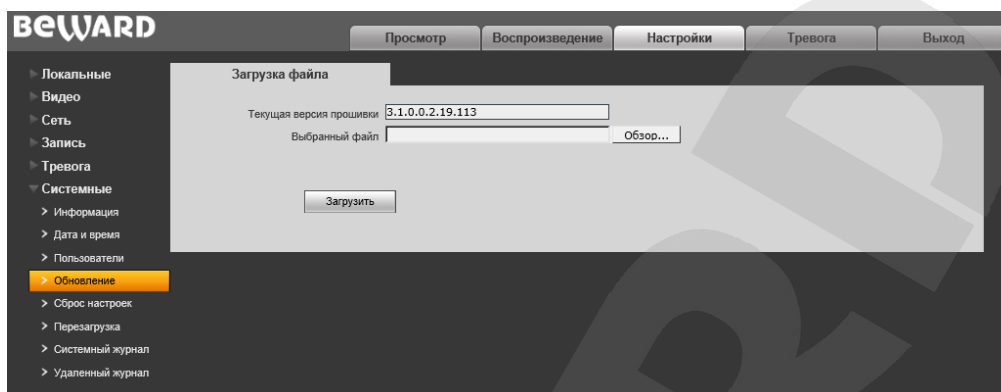 BEWARD
Просмотр
Воспроизведение
Настройки
Тревога
Выход
Локальные
Видео
Сеть
Запись
Тревога
Системные
Информация
Дата и время
Пользователи
Обновление
Сброс настроек
Перезагрузка
Системный журнал
Удаленный журнал
Загрузка файла
Текущая версия прошивки 3.1.0.0.2.19.113
Выбранный файл Обзор...
Загрузить